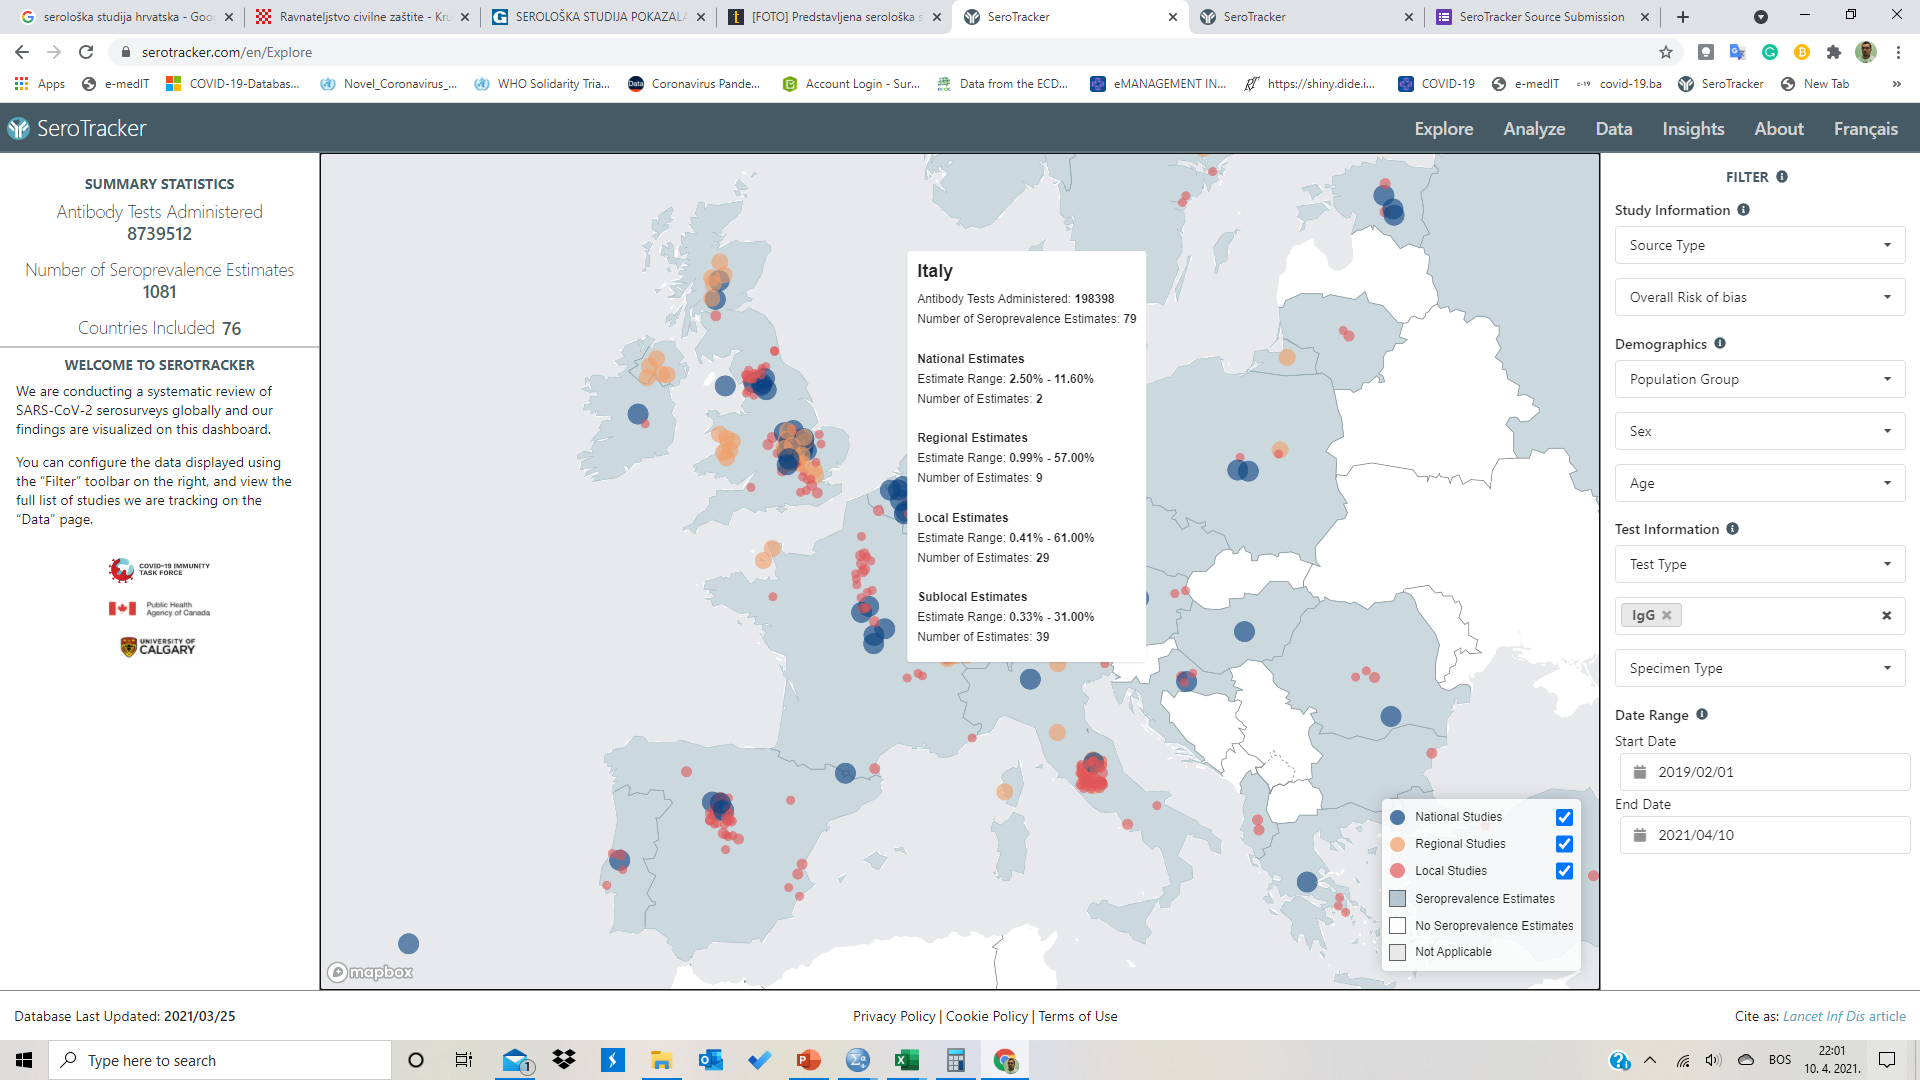 serološka studija hrvatska - Goo
Ravnateljstvo civilne zaštite - Kri
SEROLOŠKA STUDIJA POKAZALA
[FOTO] Predstavljena serološka s
SeroTracker
SeroTracker
SeroTracker Source Submission
serotracker.com/en/Explore
Apps
e-medIT
COVID-19-Databas...
Novel_Coronavirus_...
WHO Solidarity Tria...
Coronavirus Pande...
Account Login - Sur...
Data from the ECD...
eMANAGEMENT IN...
https://shiny.dide.i...
COVID-19
e-medIT
covid-19.ba
SeroTracker
New Tab
SeroTracker
Explore
Analyze
Data
Insights
About
Français
SUMMARY STATISTICS
Antibody Tests Administered
8739512
Number of Seroprevalence Estimates
1081
Countries Included 76
WELCOME TO SEROTRACKER
We are conducting a systematic review of
SARS-CoV-2 serosurveys globally and our
findings are visualized on this dashboard.
You can configure the data displayed using
the “Filter” toolbar on the right, and view the
full list of studies we are tracking on the
“Data” page.
COVID-19 IMMUNITY
TASK FORCE
Public Health
Agency of Canada
UNIVERSITY OF
CALGARY
Italy
Antibody Tests Administered: 198398
Number of Seroprevalence Estimates: 79
National Estimates
Estimate Range: 2.50% - 11.60%
Number of Estimates: 2
Regional Estimates
Estimate Range: 0.99% - 57.00%
Number of Estimates: 9
Local Estimates
Estimate Range: 0.41% - 61.00%
Number of Estimates: 29
Sublocal Estimates
Estimate Range: 0.33% - 31.00%
Number of Estimates: 39
National Studies
Regional Studies
Local Studies
Seroprevalence Estimates
No Seroprevalence Estimates
Not Applicable
mapbox
FILTER
Study Information
Source Type
Overall Risk of bias
Demographics
Population Group
Sex
Age
Test Information
Test Type
IgG
Specimen Type
Date Range
Start Date
2019/02/01
End Date
2021/04/10
Database Last Updated: 2021/03/25
Privacy Policy | Cookie Policy | Terms of Use
Cite as: Lancet Inf Dis article
Type here to search
1
BOS
22:01
10. 4. 2021.